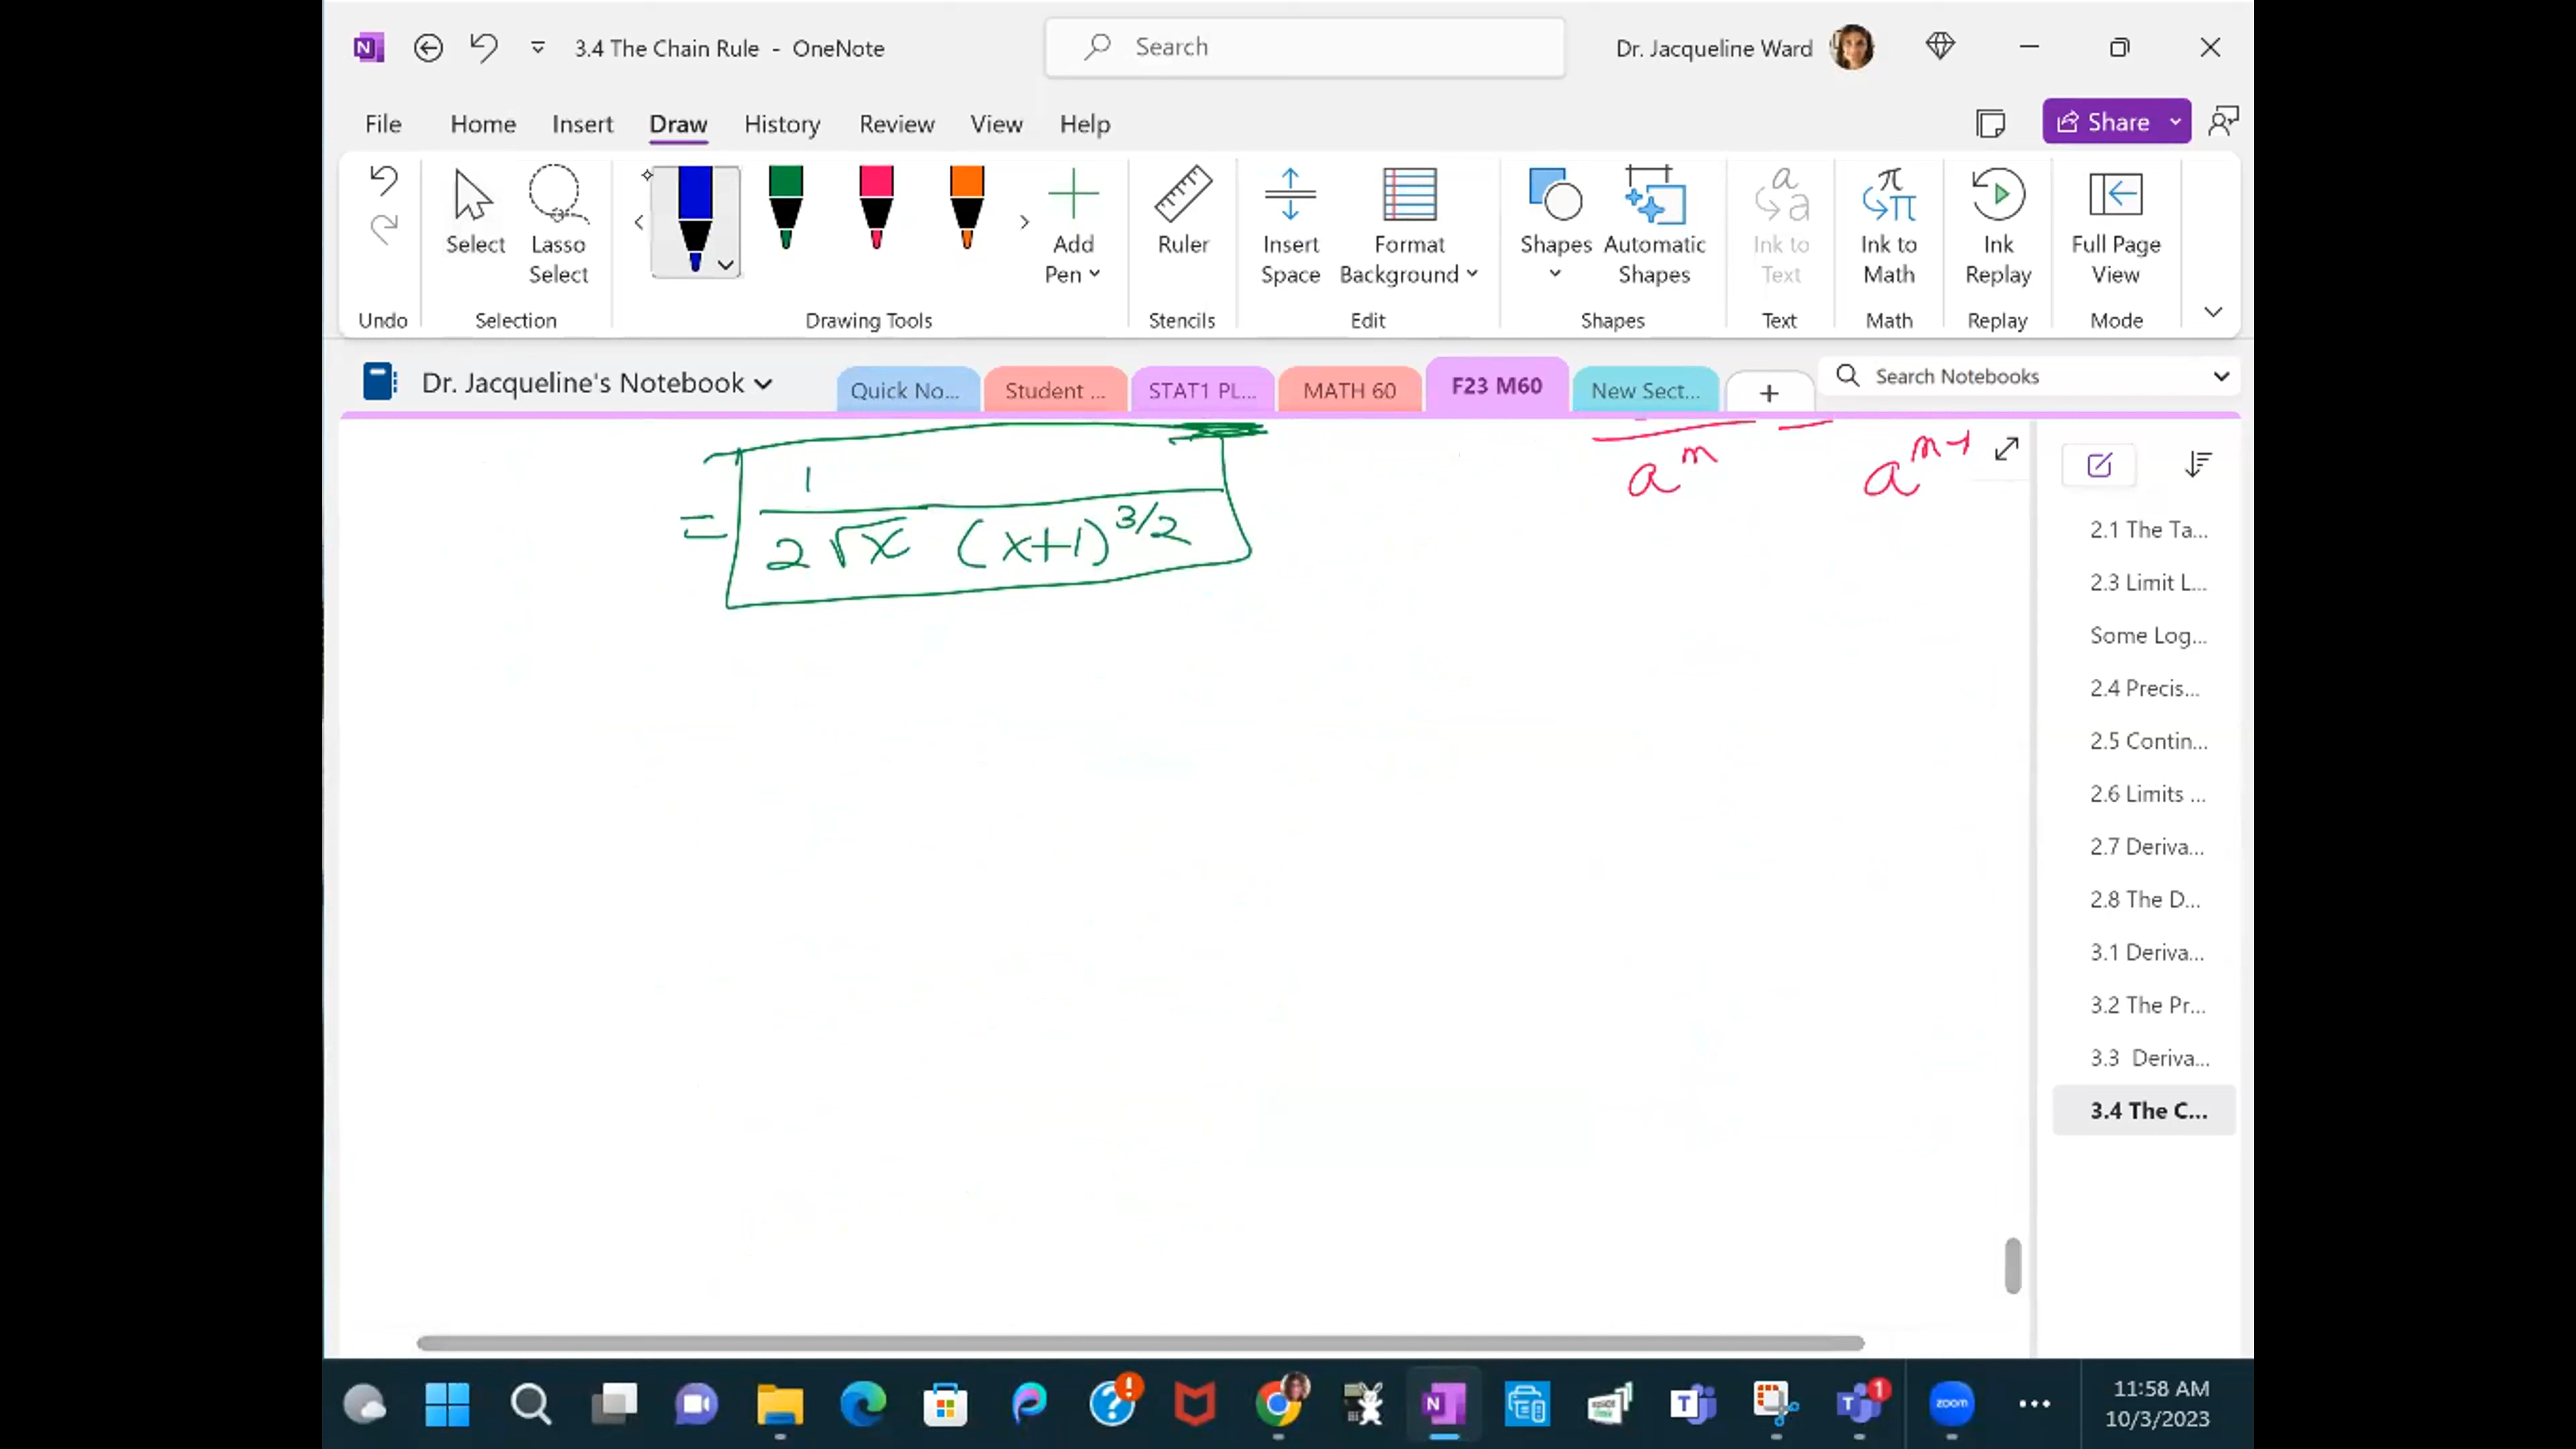 3.4 The Chain Rule - OneNote
Search
Dr. Jacqueline Ward
File Home Insert Draw History Review View Help
Share
Select
Lasso Select
Add Pen
Ruler
Insert Space
Format Background
Shapes
Automatic Shapes
Ink to Text
Ink to Math
Ink Replay
Full Page View
Undo Selection Drawing Tools Stencils Edit Shapes Text Math Replay Mode
Dr. Jacqueline's Notebook
Quick No... Student ... STAT1 PL... MATH 60 F23 M60 New Sect... +
Search Notebooks
= 1 / 2 √x (x+1)^3/2
a^m
2.1 The Ta...
2.3 Limit L...
Some Log...
2.4 Precis...
2.5 Contin...
2.6 Limits ...
2.7 Deriva...
2.8 The D...
3.1 Deriva...
3.2 The Pr...
3.3 Deriva...
3.4 The C...
zoom
11:58 AM
10/3/2023